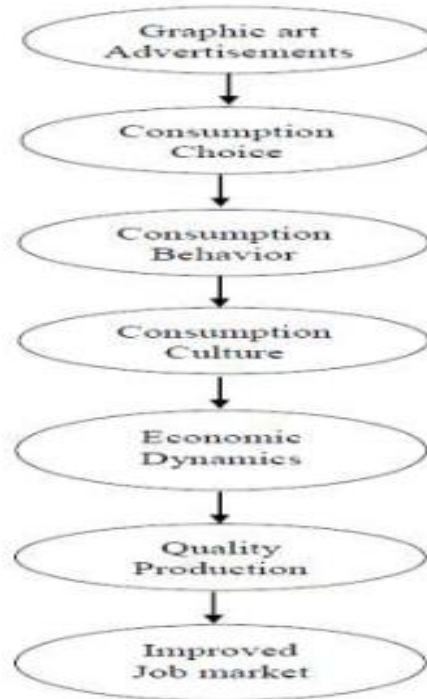 Graphic art
Advertisements
Consumption
Choice
Consumption
Behavior
Consumption
Culture
Economic
Dynamics
Quality
Production
Improved
Job market